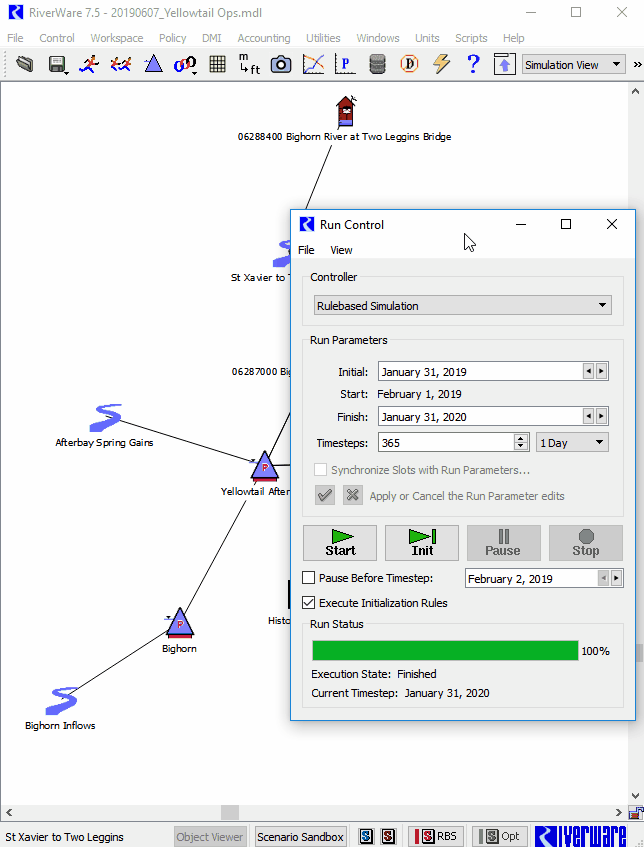 RiverWare 7.5 - 20190607_Yellowtail Ops.mdl
File Control Workspace Policy DMI Accounting Utilities Units Scripts Help
m
ft
P
D
?
Simulation View
»
06288400 Bighorn River at Two Leggins Bridge
Run Control
File View
St Xavier to T
Controller
Rulebased Simulation
Run Parameters
06287000 Big
Initial: January 31, 2019
Start: February 1, 2019
Finish: January 31, 2020
Afterbay Spring Gains
Timesteps: 365 1 Day
P
Synchronize Slots with Run Parameters...
Yellowtail After
Apply or Cancel the Run Parameter edits
Start Init Pause Stop
Pause Before Timestep: February 2, 2019
Execute Initialization Rules
P
Histo
Run Status
Bighorn
100%
Execution State: Finished
Current Timestep: January 31, 2020
Bighorn Inflows
St Xavier to Two Leggins
Object Viewer
Scenario Sandbox
S
S
S RBS
S Opt
Riverware